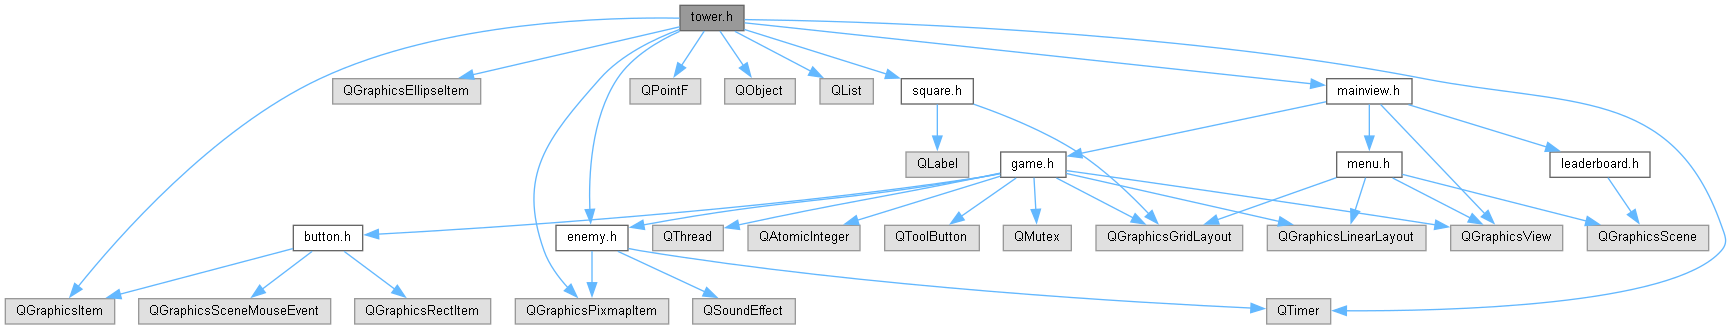 tower.h
QGraphicsEllipseItem
QPointF
QObject
QList
square.h
mainview.h
QLabel
game.h
menu.h
leaderboard.h
button.h
enemy.h
QThread
QAtomicInteger
QToolButton
QMutex
QGraphicsGridLayout
QGraphicsLinearLayout
QGraphicsView
QGraphicsScene
QGraphicsItem
QGraphicsSceneMouseEvent
QGraphicsRectItem
QGraphicsPixmapItem
QSoundEffect
QTimer